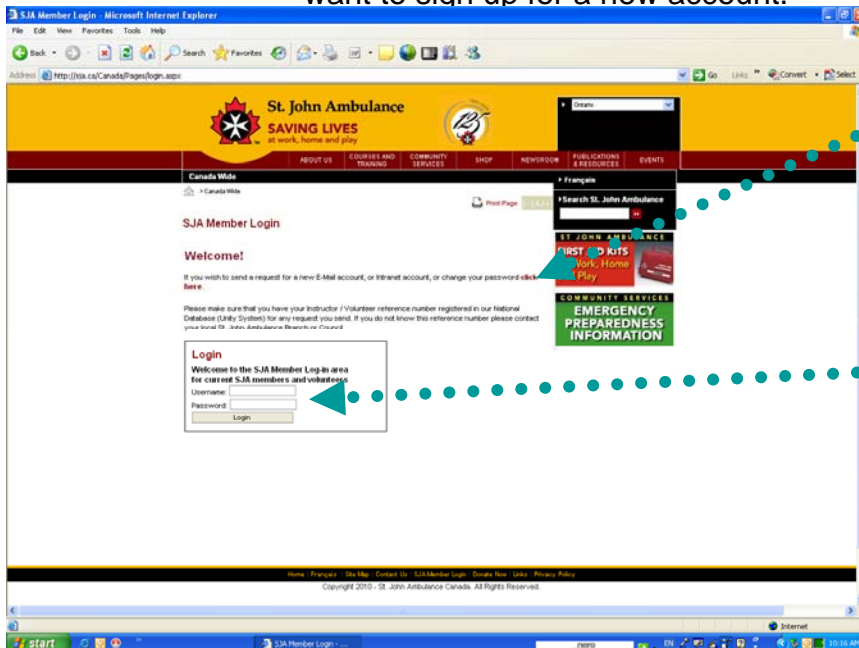 want to sign up for a new account.
SJA Member Login - Microsoft Internet Explorer
File Edit View Favorites Tools Help
Back Search Favorites
Address http://sja.ca/Canada/Pages/login.aspx Go Links » Convert Select
St. John Ambulance
SAVING LIVES
at work, home and play
125
Ontario
ABOUT US COURSES AND TRAINING COMMUNITY SERVICES SHOP NEWSROOM PUBLICATIONS & RESOURCES EVENTS
Canada Wide
Français
> Canada Wide
Print Page
Search St. John Ambulance
SJA Member Login
ST JOHN AMBULANCE
FIRST AID KITS
Work, Home
Play
Welcome!
If you wish to send a request for a new E-Mail account, or Intranet account, or change your password click
here.
COMMUNITY SERVICES
EMERGENCY
PREPAREDNESS
INFORMATION
Please make sure that you have your Instructor / Volunteer reference number registered in our National
Database (Unity System) for any request you send. If you do not know this reference number please contact
your local St. John Ambulance Branch or Council
Login
Welcome to the SJA Member Log-in area
for current SJA members and volunteers
Username:
Password:
Login
Home | Français | Site Map | Contact Us | SJA Member Login | Donate Now | Links | Privacy Policy
Copyright 2010 - St. John Ambulance Canada. All Rights Reserved.
Internet
start SJA Member Login - ... nero EN 10:16 AM